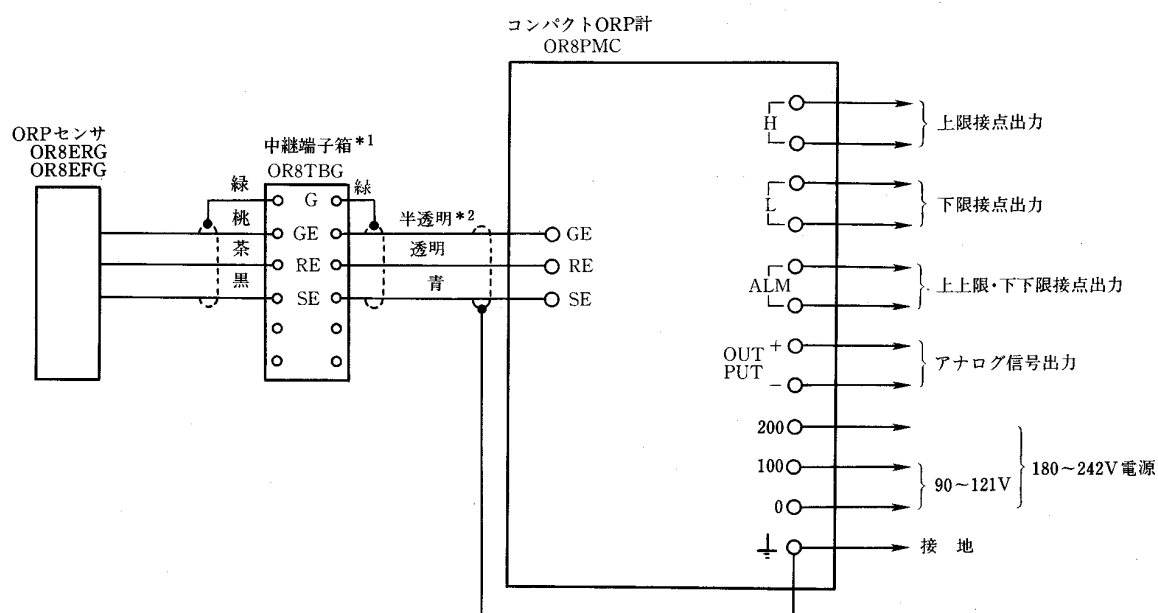 コンパクトORP計
OR8PMC
ORPセンサ
OR8ERG
OR8EFG
中継端子箱*1
OR8TBG
緑
G
緑
桃
GE
半透明*2
GE
茶
RE
透明
RE
黒
SE
青
SE
H
上限接点出力
L
下限接点出力
ALM
上上限・下下限接点出力
OUT
PUT
+
−
アナログ信号出力
200
100
0
90~121V
180~242V電源
接 地